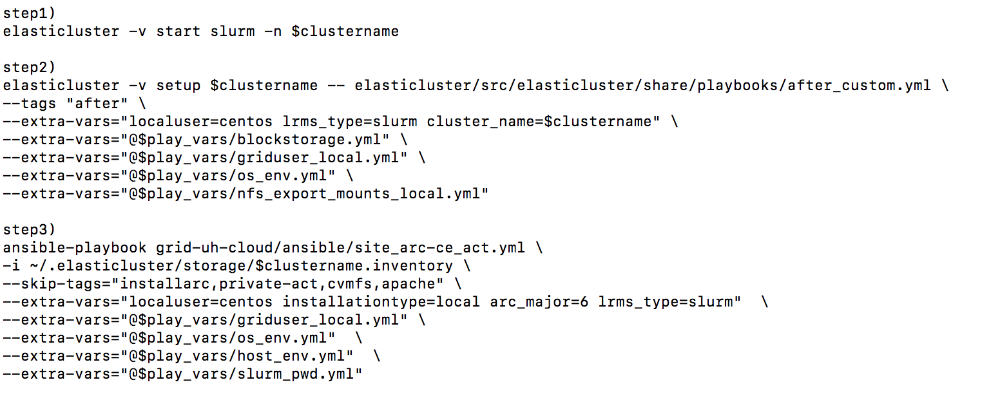 step1)
elasticluster -v start slurm -n $clustername
step2)
elasticluster -v setup $clustername -- elasticluster/src/elasticluster/share/playbooks/after_custom.yml \
--tags "after" \
--extra-vars="localuser=centos lrms_type=slurm cluster_name=$clustername" \
--extra-vars="@$play_vars/blockstorage.yml" \
--extra-vars="@$play_vars/griduser_local.yml" \
--extra-vars="@$play_vars/os_env.yml" \
--extra-vars="@$play_vars/nfs_export_mounts_local.yml"
step3)
ansible-playbook grid-uh-cloud/ansible/site_arc-ce_act.yml \
-i ~/.elasticluster/storage/$clustername.inventory \
--skip-tags="installarc,private-act,cvmfs,apache" \
--extra-vars="localuser=centos installationtype=local arc_major=6 lrms_type=slurm"  \
--extra-vars="@$play_vars/griduser_local.yml" \
--extra-vars="@$play_vars/os_env.yml"  \
--extra-vars="@$play_vars/host_env.yml"  \
--extra-vars="@$play_vars/slurm_pwd.yml"